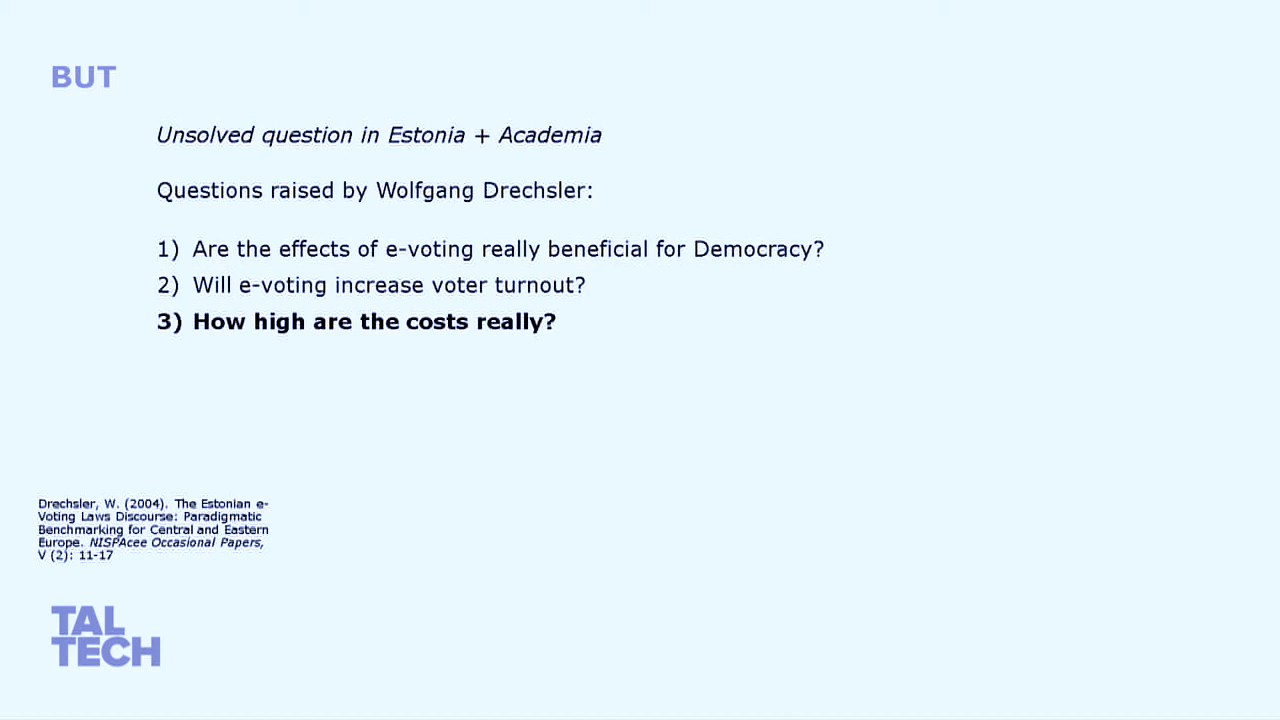 BUT
Unsolved question in Estonia + Academia
Questions raised by Wolfgang Drechsler:
1) Are the effects of e-voting really beneficial for Democracy?
2) Will e-voting increase voter turnout?
3) How high are the costs really?
Drechsler, W. (2004). The Estonian e-
Voting Laws Discourse: Paradigmatic
Benchmarking for Central and Eastern
Europe. NISPAcee Occasional Papers,
V (2): 11-17
TAL
TECH